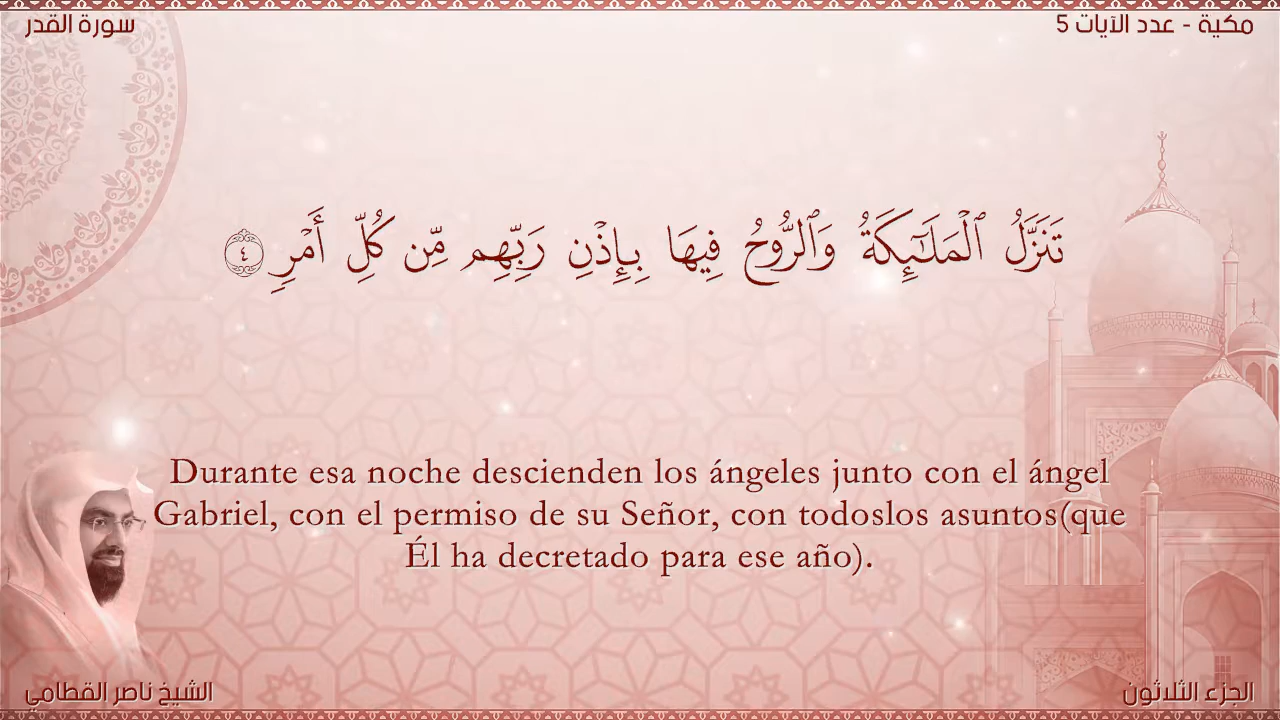 سورة القدر
مكية - عدد الآيات 5
تَنَزَّلُ ٱلْمَلَـٰٓئِكَةُ وَٱلرُّوحُ فِيهَا بِإِذْنِ رَبِّهِم مِّن كُلِّ أَمْرٍ ٤
Durante esa noche descienden los ángeles junto con el ángel
Gabriel, con el permiso de su Señor, con todoslos asuntos(que
Él ha decretado para ese año).
الشيخ ناصر القطامي
الجزء الثلاثون